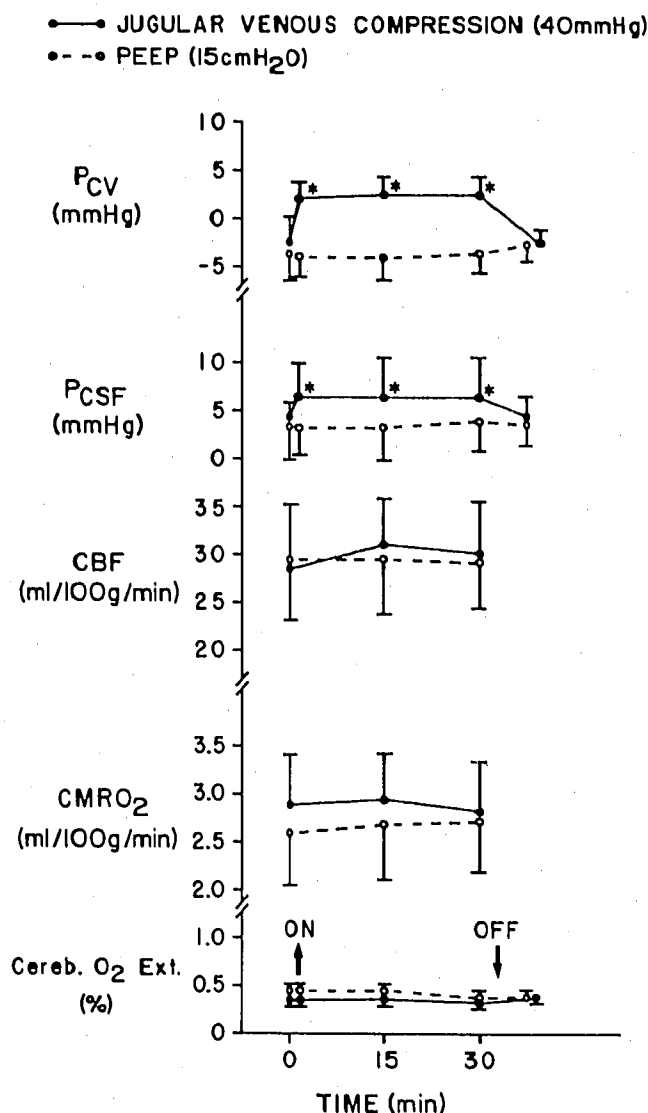 JUGULAR VENOUS COMPRESSION (40mmHg)
PEEP (15cmH2O)
10
5
0
-5
PCV
(mmHg)
*
*
*
10
5
0
PCSF
(mmHg)
*
*
*
35
30
25
20
CBF
(ml/100g/min)
3.5
3.0
2.5
2.0
CMRO2
(ml/100g/min)
ON
OFF
1.0
0.5
0
Cereb. O2 Ext.
(%)
0
15
30
TIME (min)